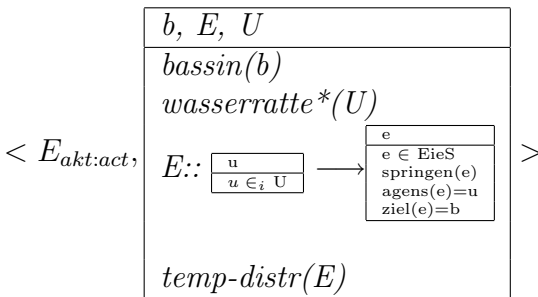 b, E, U
bassin(b)
wasserratte*(U)
< E_akt:act,
E::
u
u ∈_i U
⟶
e
e ∈ EieS
springen(e)
agens(e)=u
ziel(e)=b
>
temp-distr(E)